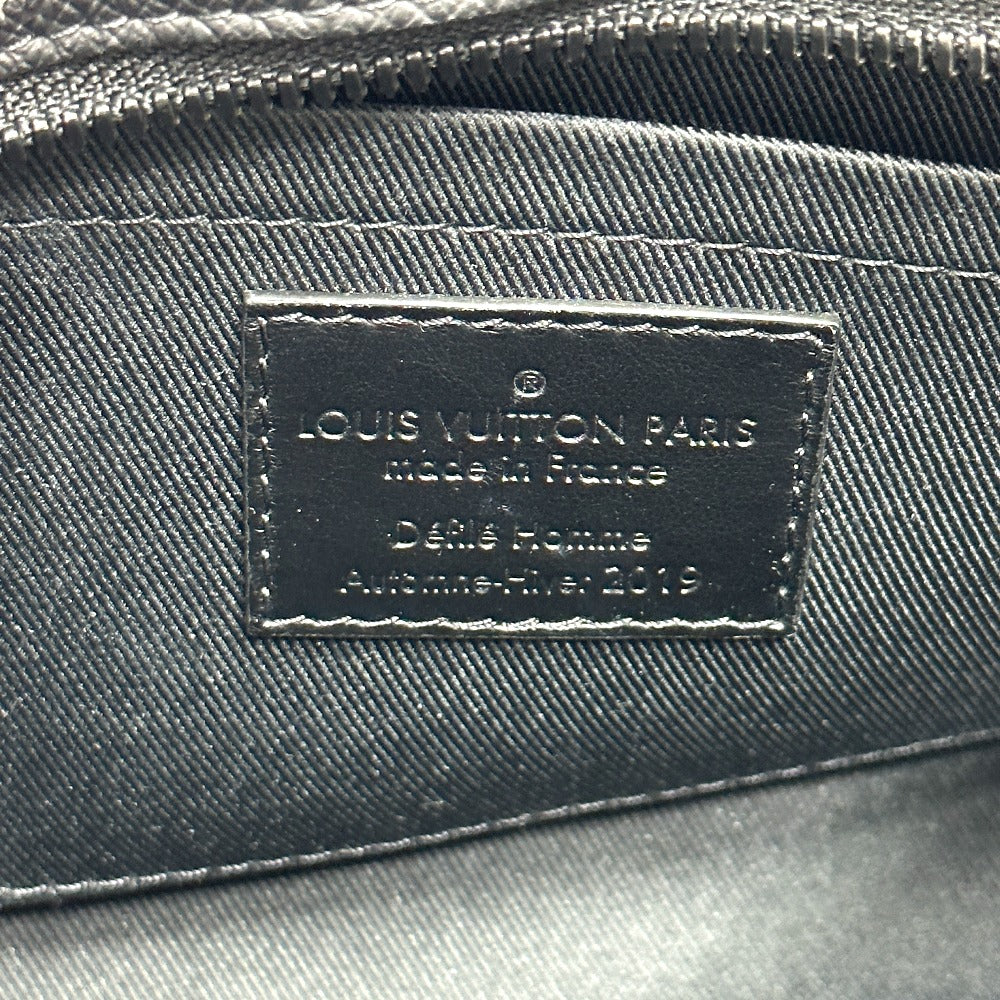 ®
LOUIS VUITTON PARIS
made in France
Défilé Homme
Automne-Hiver 2019